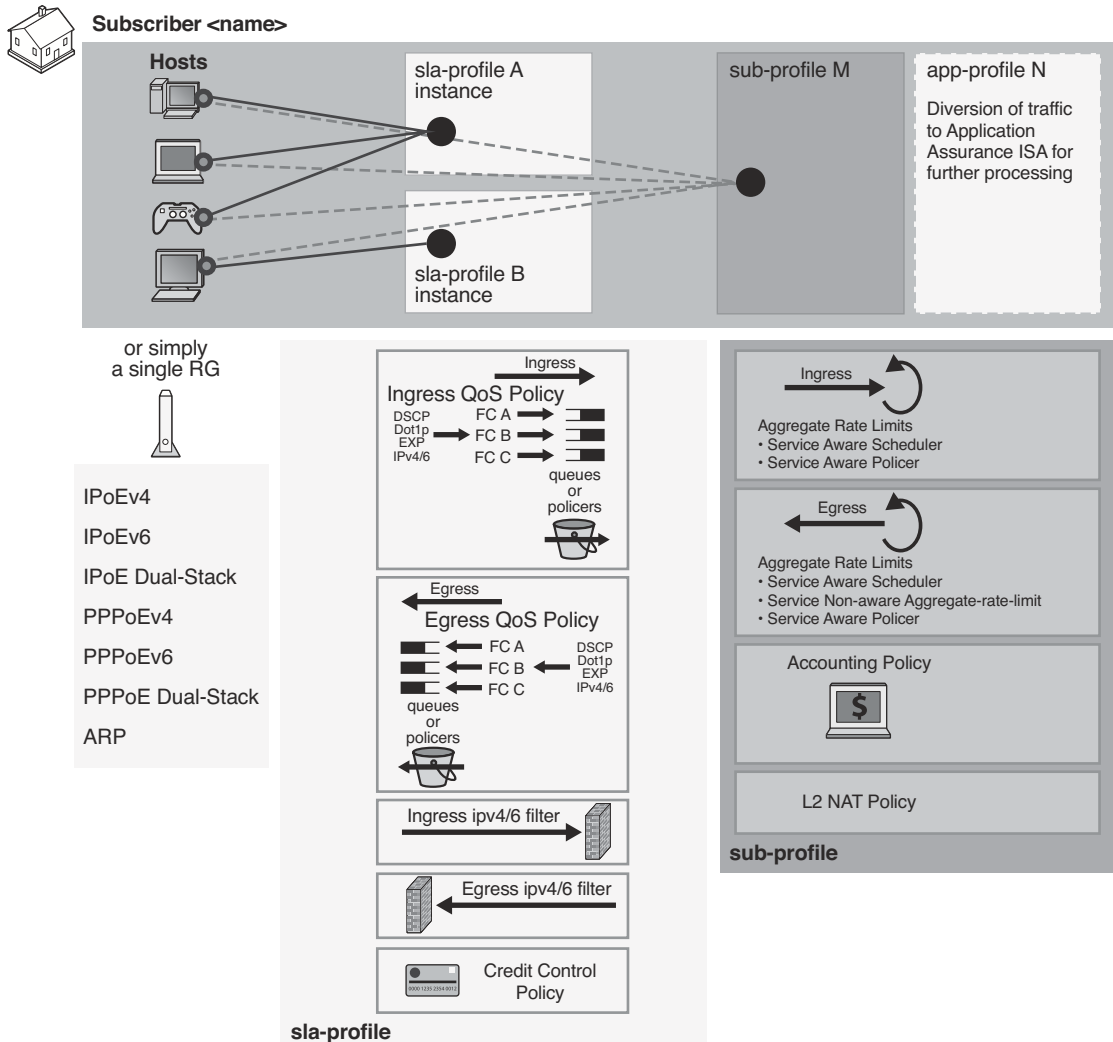 Subscriber <name>
Hosts
sla-profile A
instance
sla-profile B
instance
sub-profile M
app-profile N
Diversion of traffic
to Application
Assurance ISA for
further processing
or simply
a single RG
IPoEv4
IPoEv6
IPoE Dual-Stack
PPPoEv4
PPPoEv6
PPPoE Dual-Stack
ARP
Ingress
Ingress QoS Policy
DSCP
Dot1p
EXP
IPv4/6
FC A
FC B
FC C
queues
or
policers
Egress
Egress QoS Policy
FC A
FC B
FC C
DSCP
Dot1p
EXP
IPv4/6
queues
or
policers
Ingress ipv4/6 filter
Egress ipv4/6 filter
0000 1235 2354 0012
Credit Control
Policy
sla-profile
Ingress
Aggregate Rate Limits
• Service Aware Scheduler
• Service Aware Policer
Egress
Aggregate Rate Limits
• Service Aware Scheduler
• Service Non-aware Aggregate-rate-limit
• Service Aware Policer
Accounting Policy
$
L2 NAT Policy
sub-profile